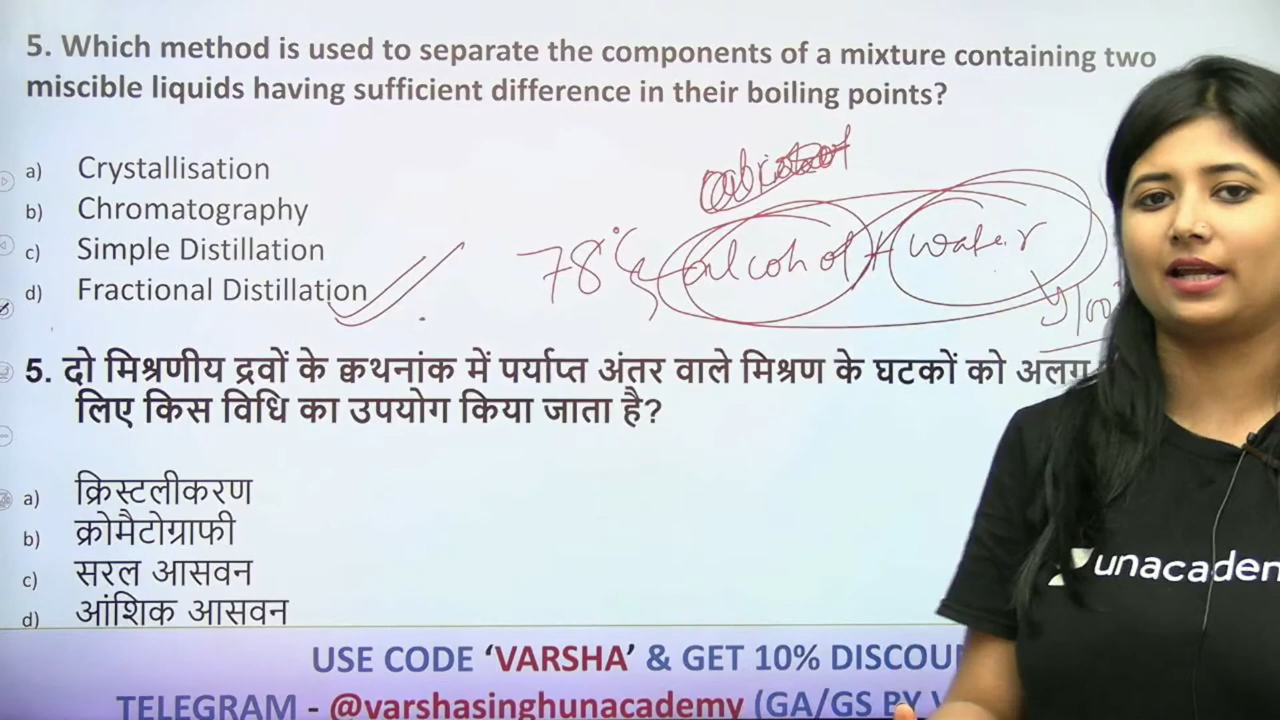 5. Which method is used to separate the components of a mixture containing two
miscible liquids having sufficient difference in their boiling points?
a) Crystallisation
b) Chromatography
c) Simple Distillation
d) Fractional Distillation
78°C alcohol + water
5. दो मिश्रणीय द्रवों के क्वथनांक में पर्याप्त अंतर वाले मिश्रण के घटकों को अलग
लिए किस विधि का उपयोग किया जाता है?
a) क्रिस्टलीकरण
b) क्रोमैटोग्राफी
c) सरल आसवन
d) आंशिक आसवन
unacadem
USE CODE ‘VARSHA’ & GET 10% DISCOU
TELEGRAM - @varshasinghunacademy (GA/GS BY V